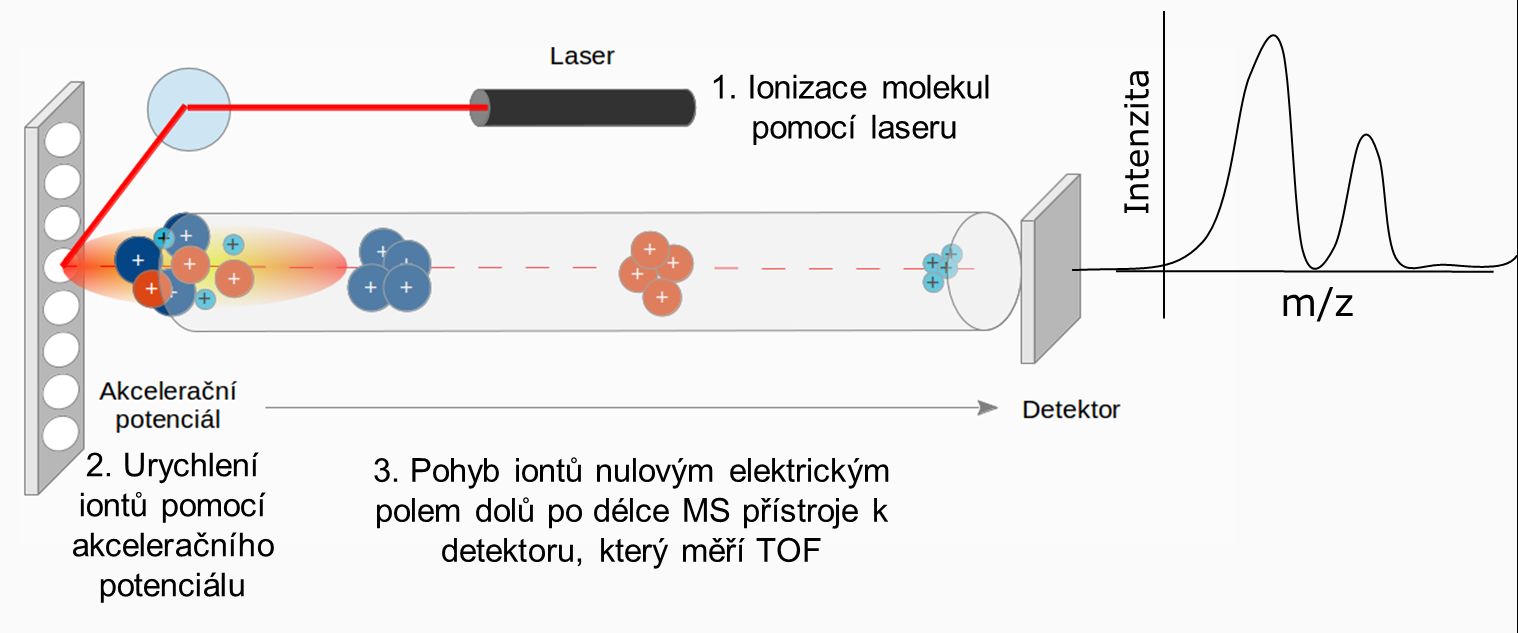 Laser
1. Ionizace molekul
pomocí laseru
Intenzita
m/z
Akcelerační
potenciál
Detektor
2. Urychlení
iontů pomocí
akceleračního
potenciálu
3. Pohyb iontů nulovým elektrickým
polem dolů po délce MS přístroje k
detektoru, který měří TOF